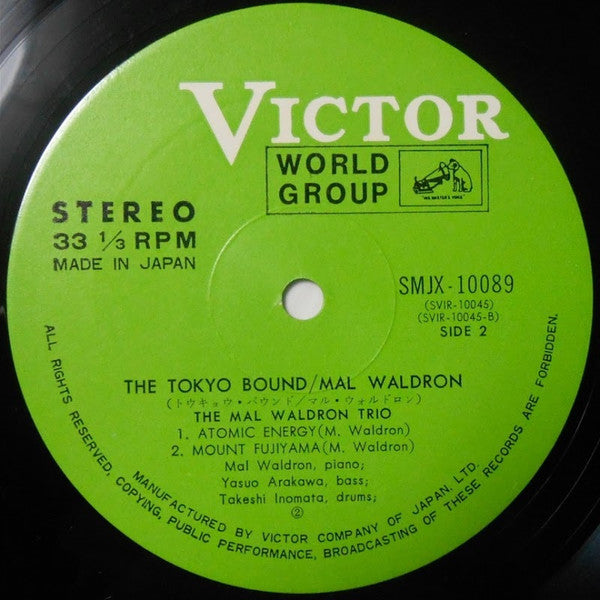 VICTOR
WORLD
GROUP
"HIS MASTER'S VOICE"
STEREO
33 1/3 RPM
MADE IN JAPAN
SMJX-10089
(SVIR-10045)
(SVIR-10045-B)
SIDE 2
THE TOKYO BOUND/MAL WALDRON
(トウキョウ・バウンド/マル・ウォルドロン)
THE MAL WALDRON TRIO
1. ATOMIC ENERGY(M. Waldron)
2. MOUNT FUJIYAMA(M. Waldron)
Mal Waldron, piano;
Yasuo Arakawa, bass;
Takeshi Inomata, drums;
②
MANUFACTURED BY VICTOR COMPANY OF JAPAN, LTD.
ALL RIGHTS RESERVED, COPYING, PUBLIC PERFORMANCE, BROADCASTING OF THESE RECORDS ARE FORBIDDEN.